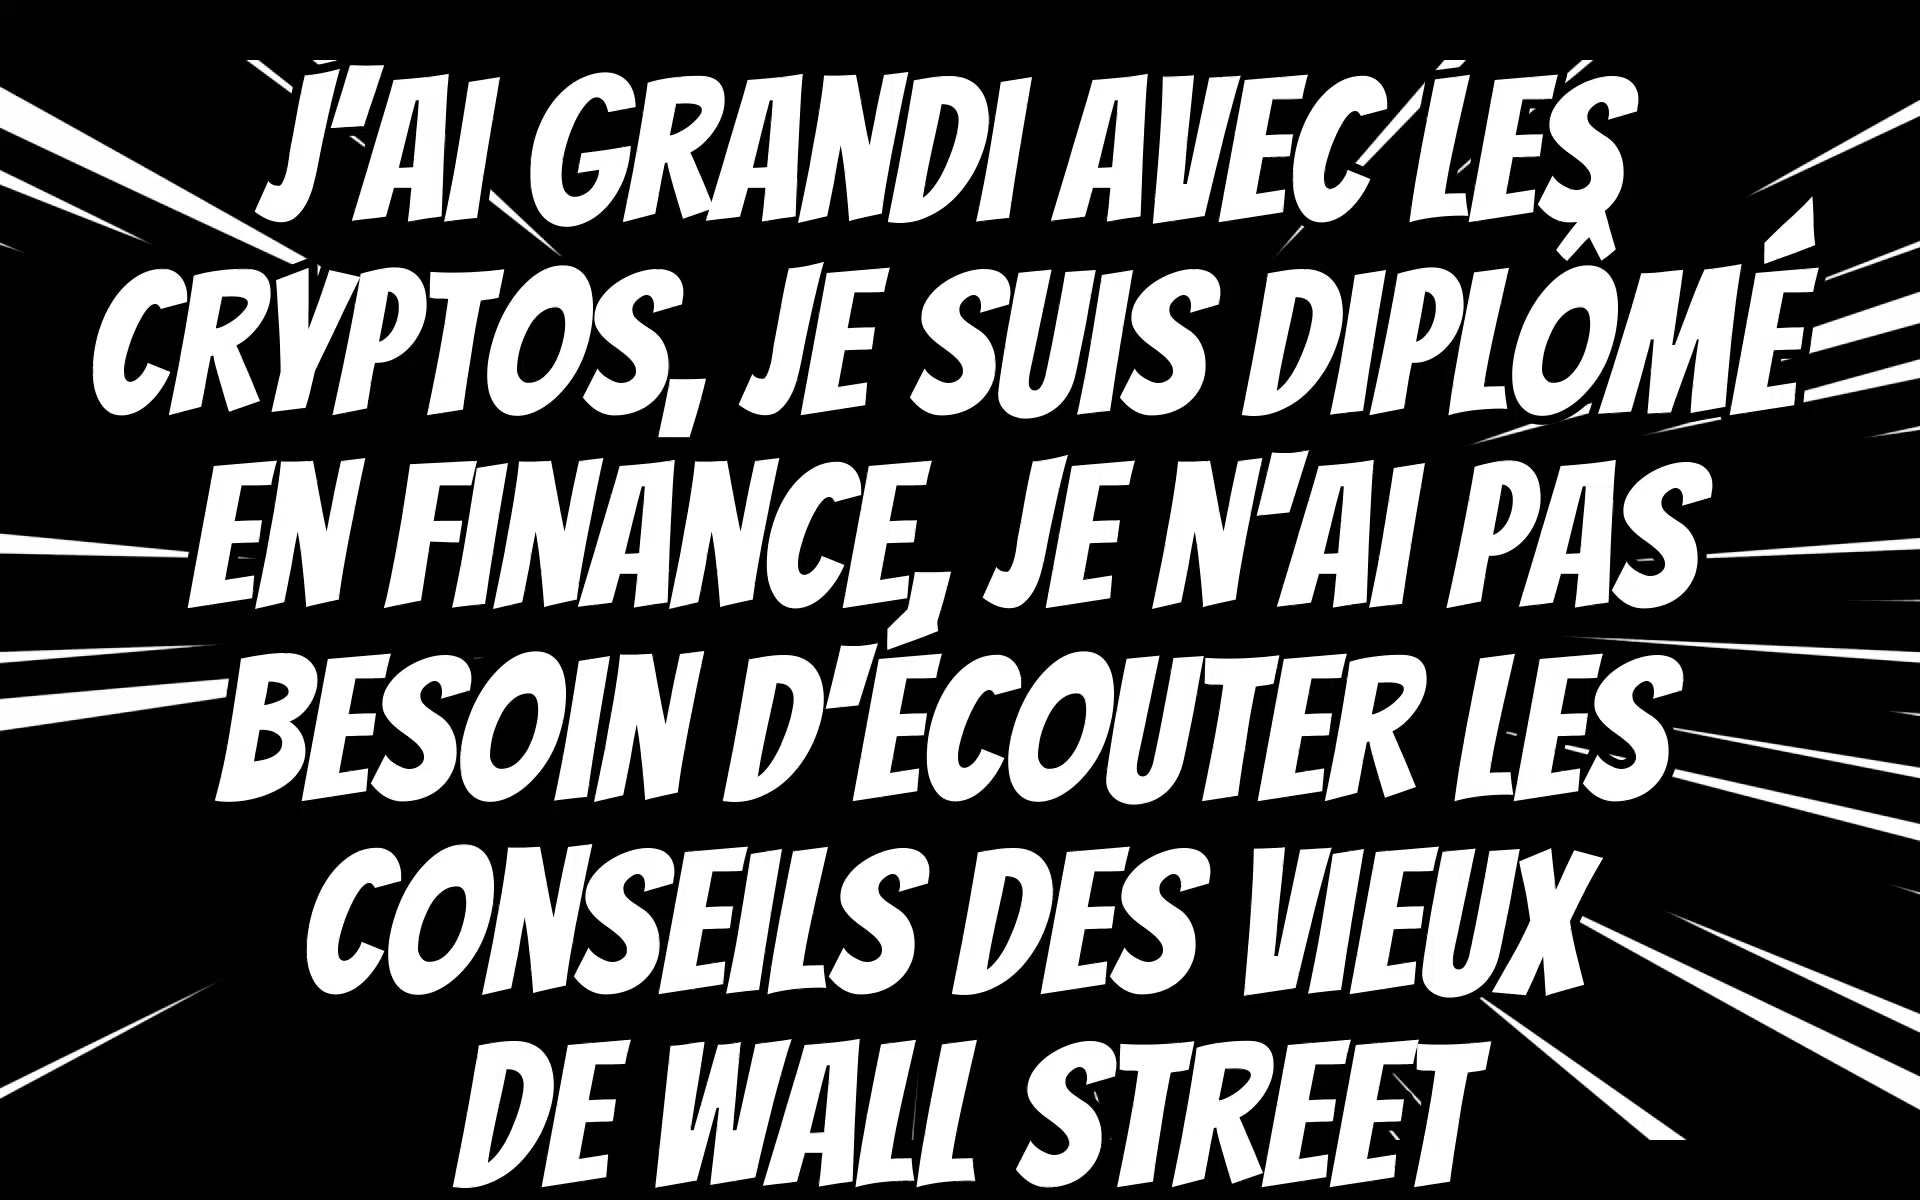 J'AI GRANDI AVEC LES
CRYPTOS, JE SUIS DIPLÔMÉ
EN FINANCE, JE N'AI PAS
BESOIN D'ÉCOUTER LES
CONSEILS DES VIEUX
DE WALL STREET